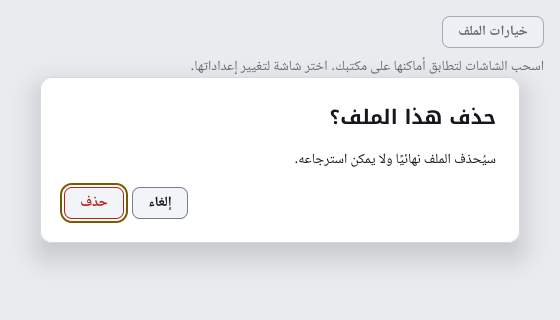 خيارات الملف
اسحب الشاشات لتطابق أماكنها على مكتبك. اختر شاشة لتغيير إعداداتها.
حذف هذا الملف؟
سيُحذف الملف نهائيًا ولا يمكن استرجاعه.
إلغاء
حذف